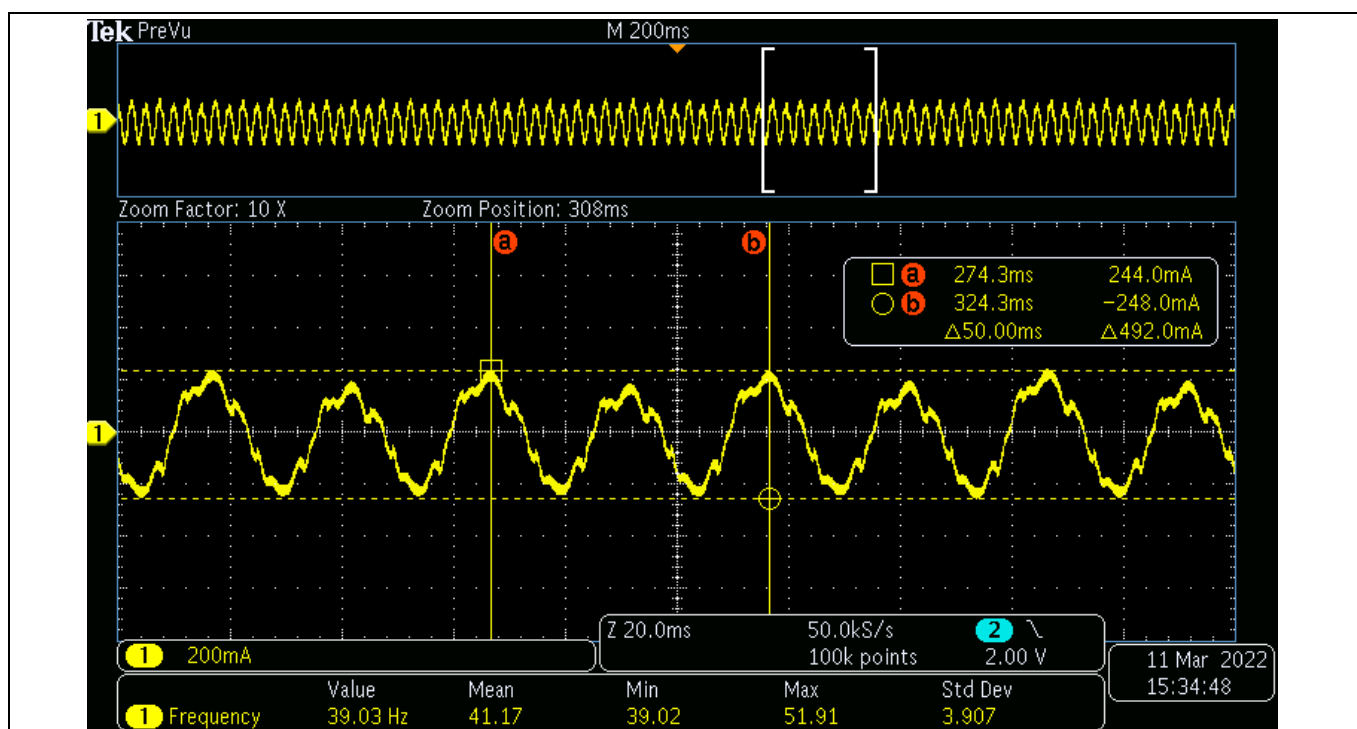 Tek PreVu M 200ms
1
Zoom Factor: 10 X Zoom Position: 308ms
a b
a 274.3ms 244.0mA
b 324.3ms −248.0mA
△50.00ms △492.0mA
1
1 200mA
Z 20.0ms 50.0kS/s 2
100k points 2.00 V
11 Mar 2022
15:34:48
Value Mean Min Max Std Dev
1 Frequency 39.03 Hz 41.17 39.02 51.91 3.907